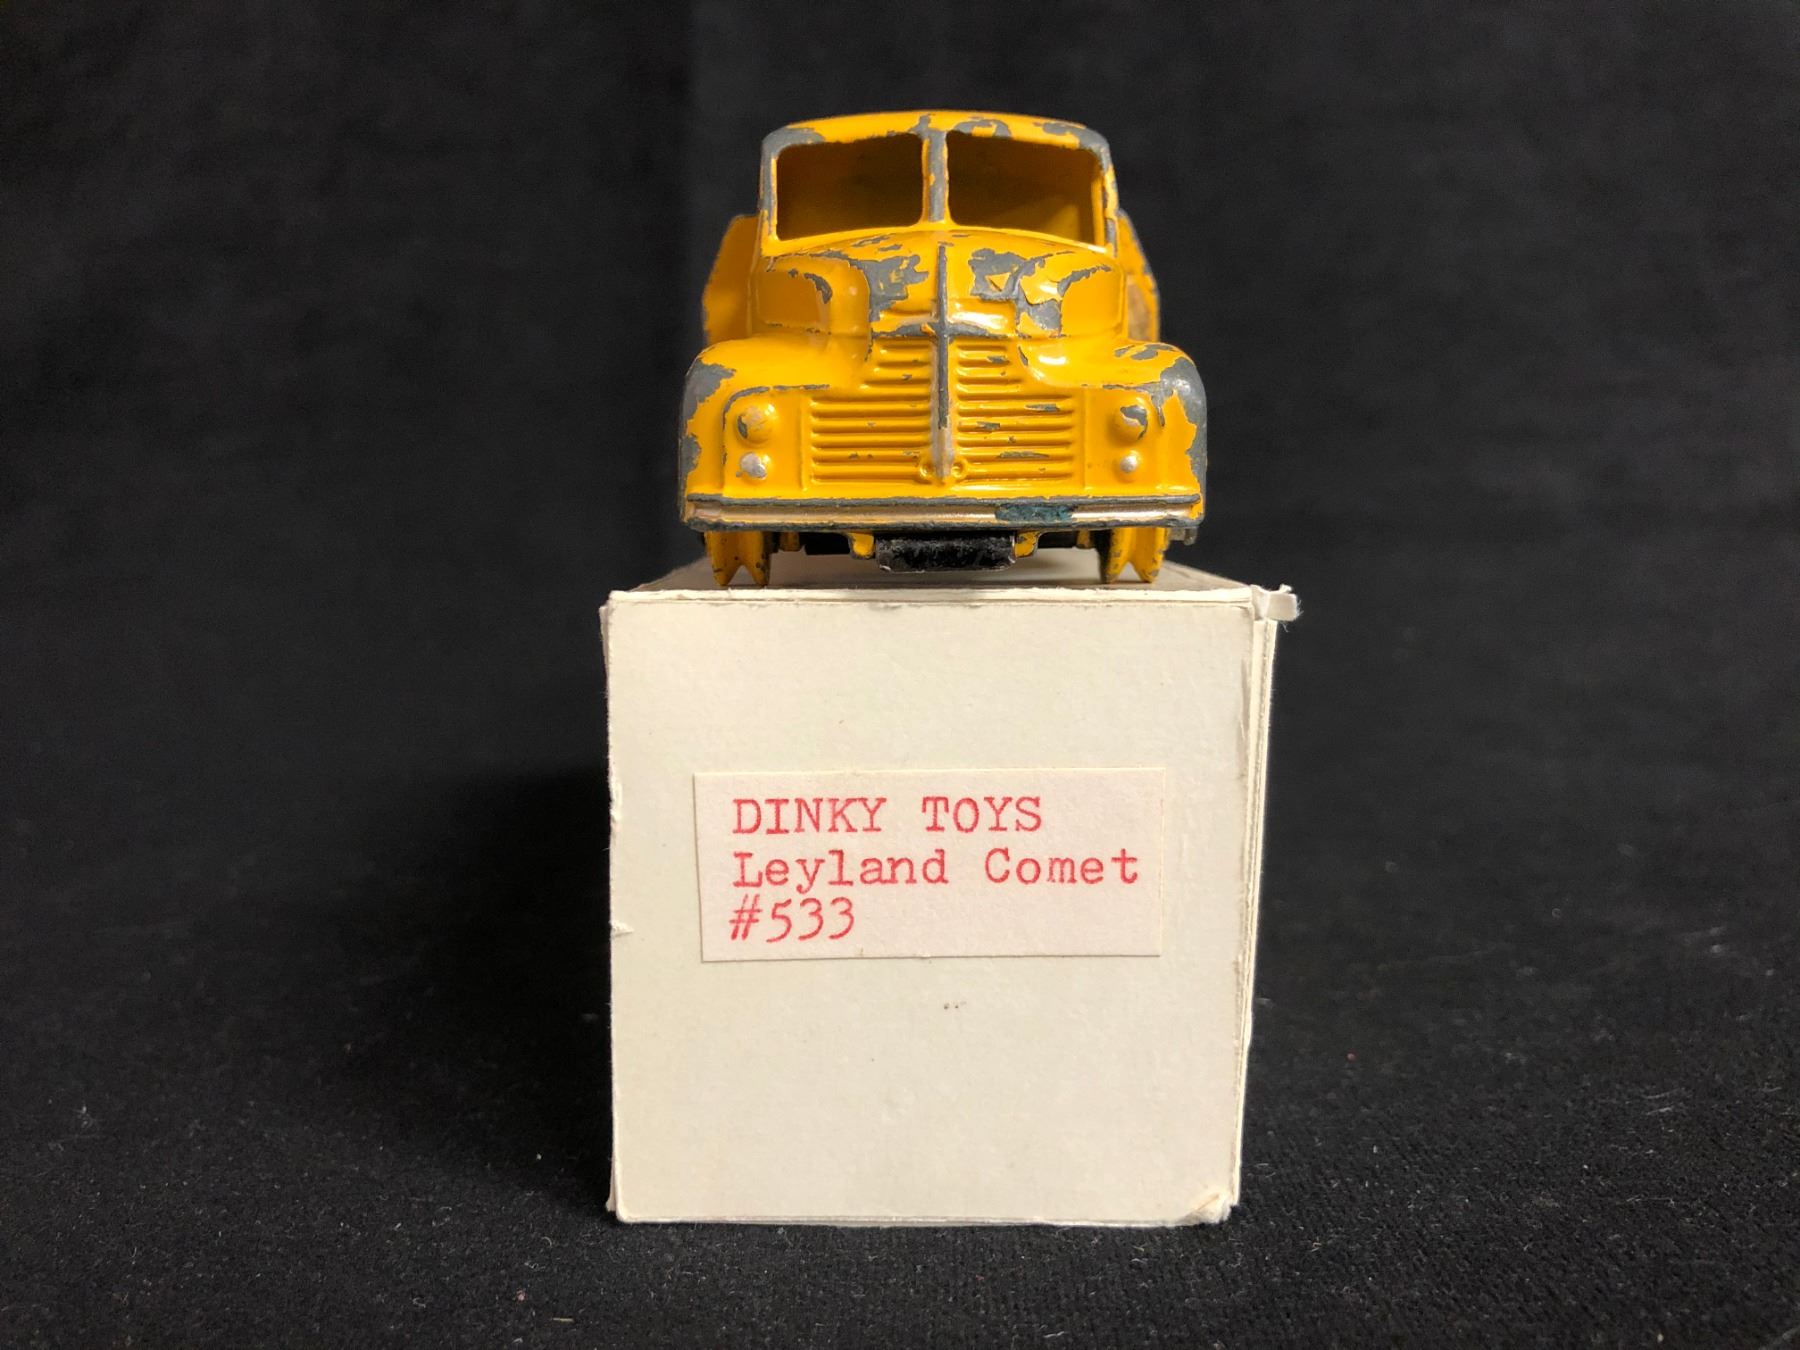 DINKY TOYS
Leyland Comet
#533